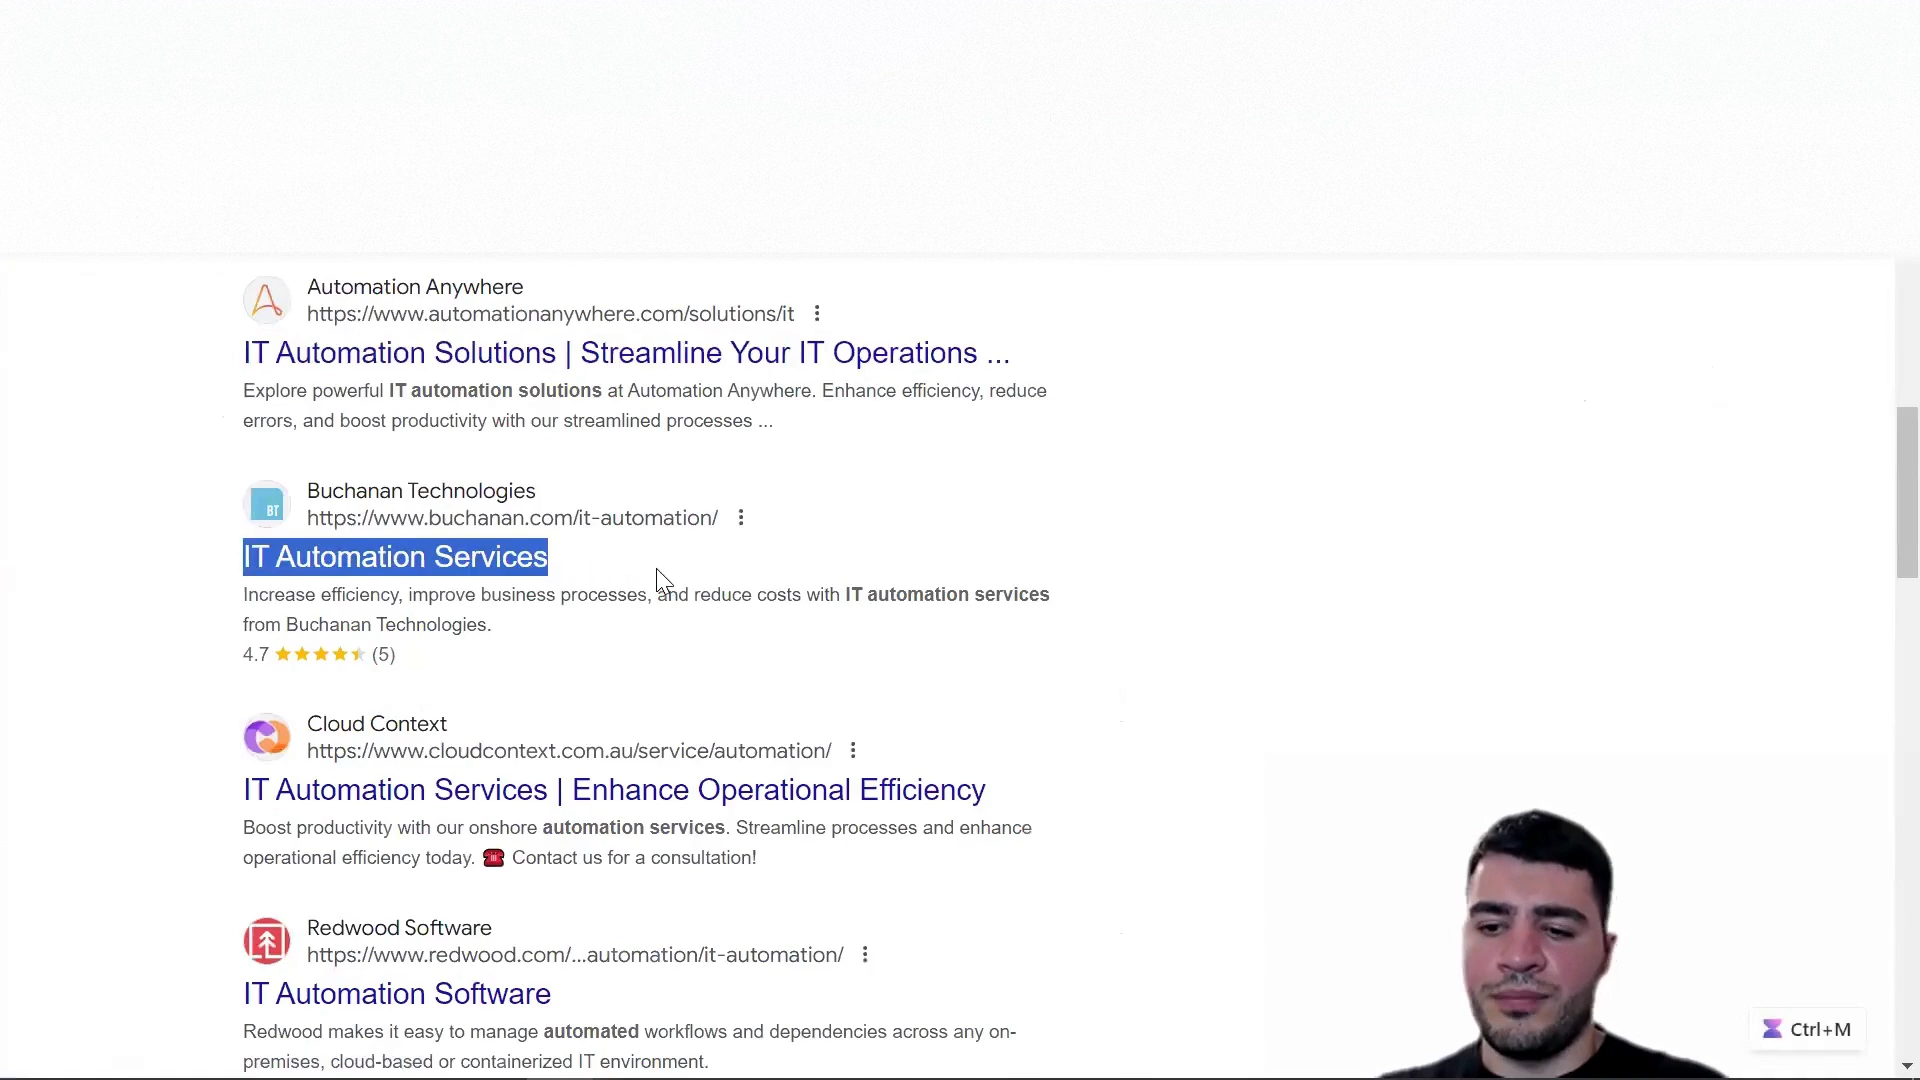 Automation Anywhere
https://www.automationanywhere.com/solutions/it
IT Automation Solutions | Streamline Your IT Operations ...
Explore powerful IT automation solutions at Automation Anywhere. Enhance efficiency, reduce
errors, and boost productivity with our streamlined processes ...
BT
Buchanan Technologies
https://www.buchanan.com/it-automation/
IT Automation Services
Increase efficiency, improve business processes, and reduce costs with IT automation services
from Buchanan Technologies.
4.7 ★★★★★ (5)
Cloud Context
https://www.cloudcontext.com.au/service/automation/
IT Automation Services | Enhance Operational Efficiency
Boost productivity with our onshore automation services. Streamline processes and enhance
operational efficiency today. ☎️ Contact us for a consultation!
Redwood Software
https://www.redwood.com/...automation/it-automation/
IT Automation Software
Redwood makes it easy to manage automated workflows and dependencies across any on-
premises, cloud-based or containerized IT environment.
Ctrl+M